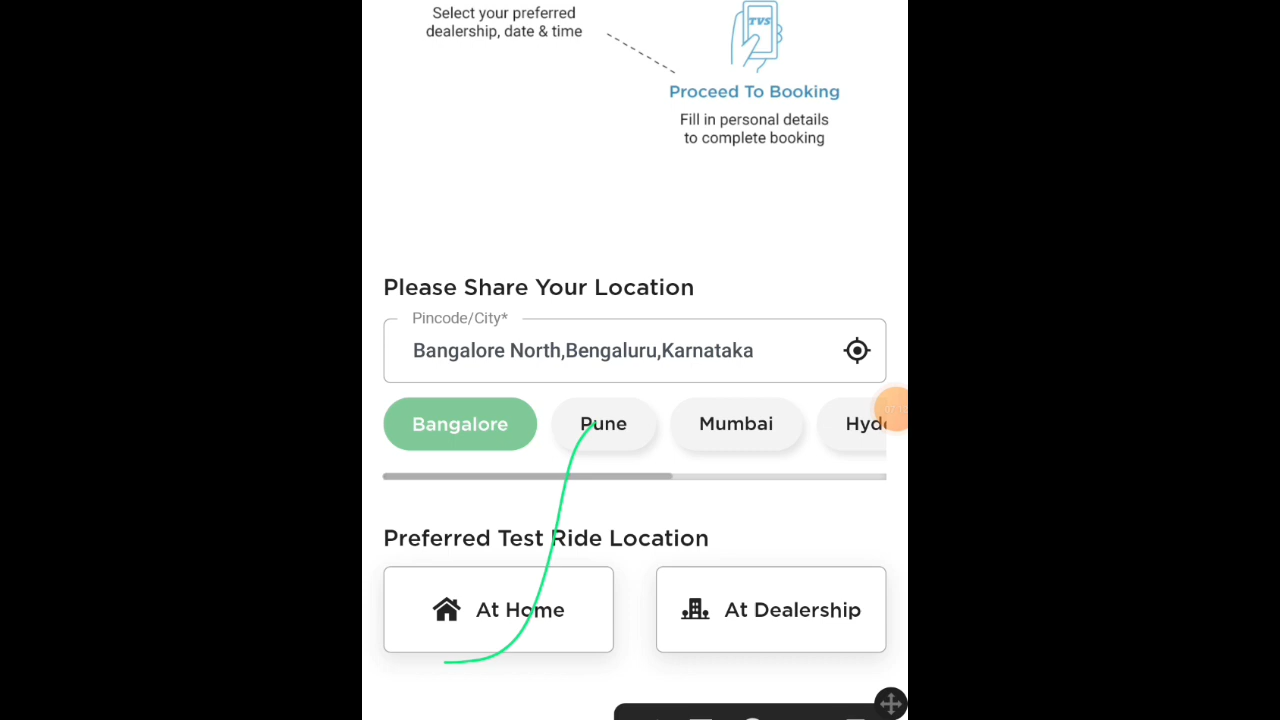 Select your preferred
dealership, date & time
TVS
Proceed To Booking
Fill in personal details
to complete booking
Please Share Your Location
Pincode/City*
Bangalore North,Bengaluru,Karnataka
Bangalore
Pune
Mumbai
Hyde
Preferred Test Ride Location
At Home
At Dealership